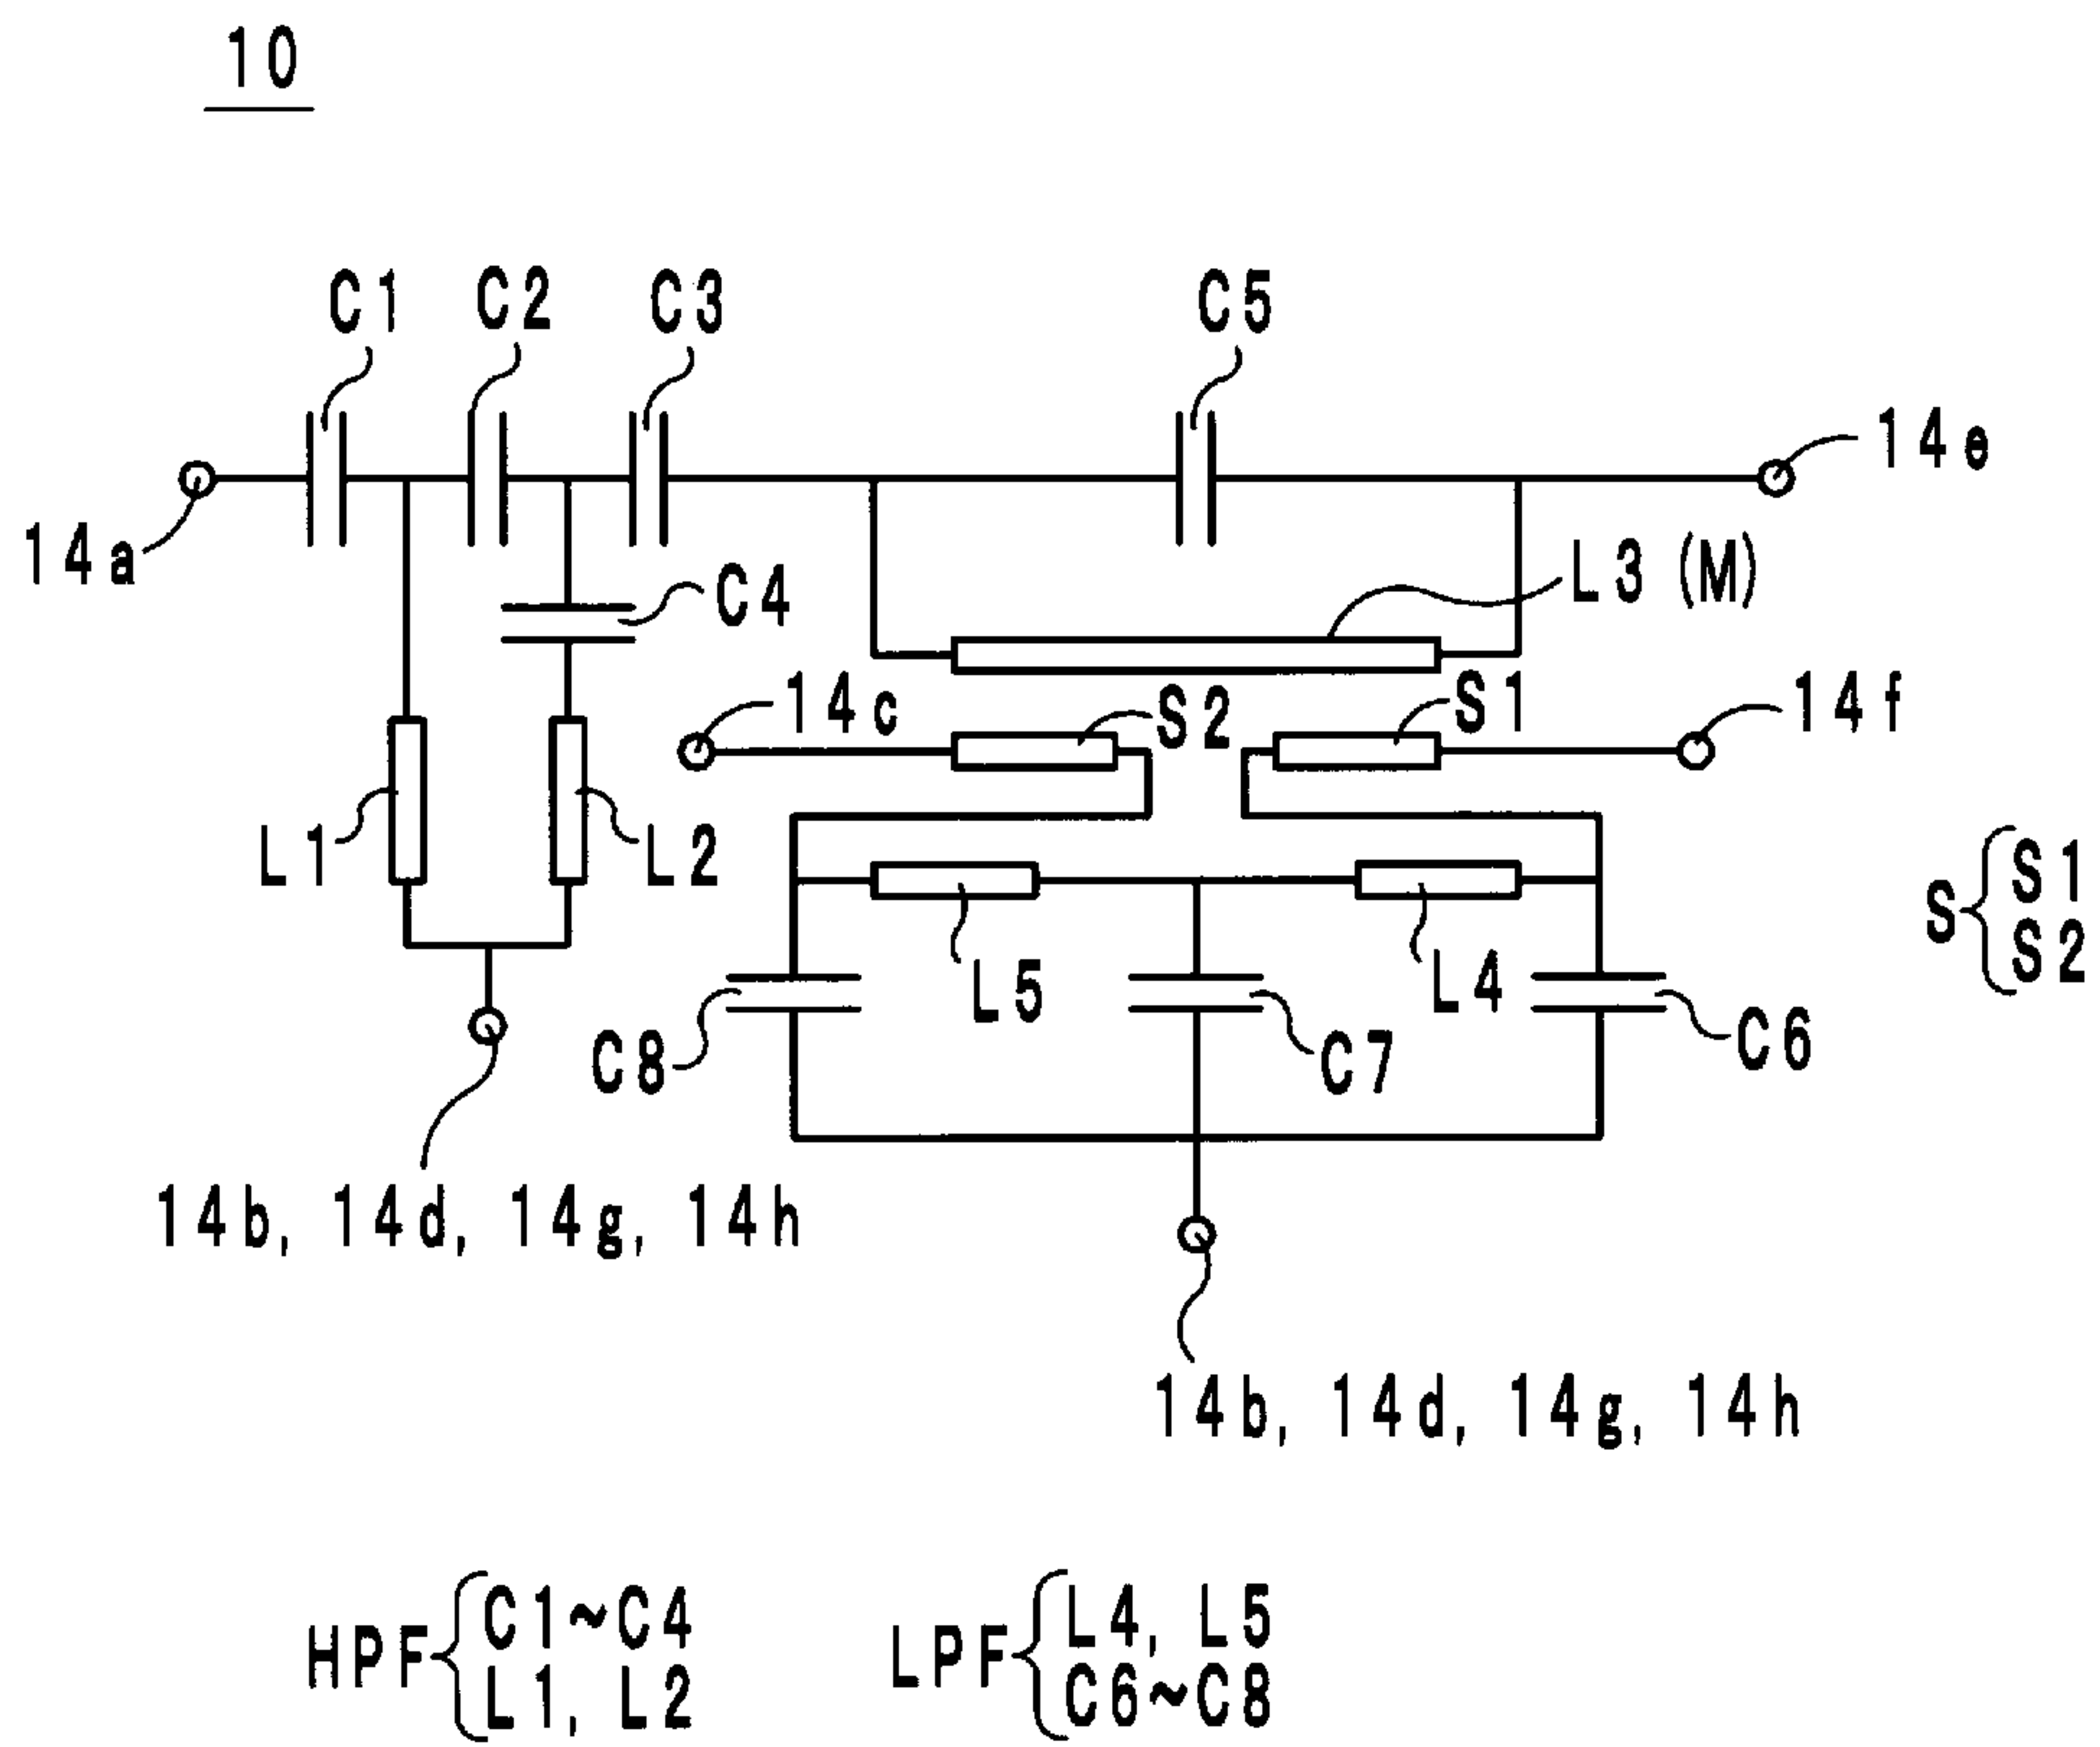 10
C1 C2 C3 C5
14e
14a
L3 (M)
C4
14c S2 S1 14f
L1 L2
S { S1
S2
L5 L4
C8 C7 C6
14b, 14d, 14g, 14h
14b, 14d, 14g, 14h
HPF { C1~C4
L1, L2
LPF { L4, L5
C6~C8